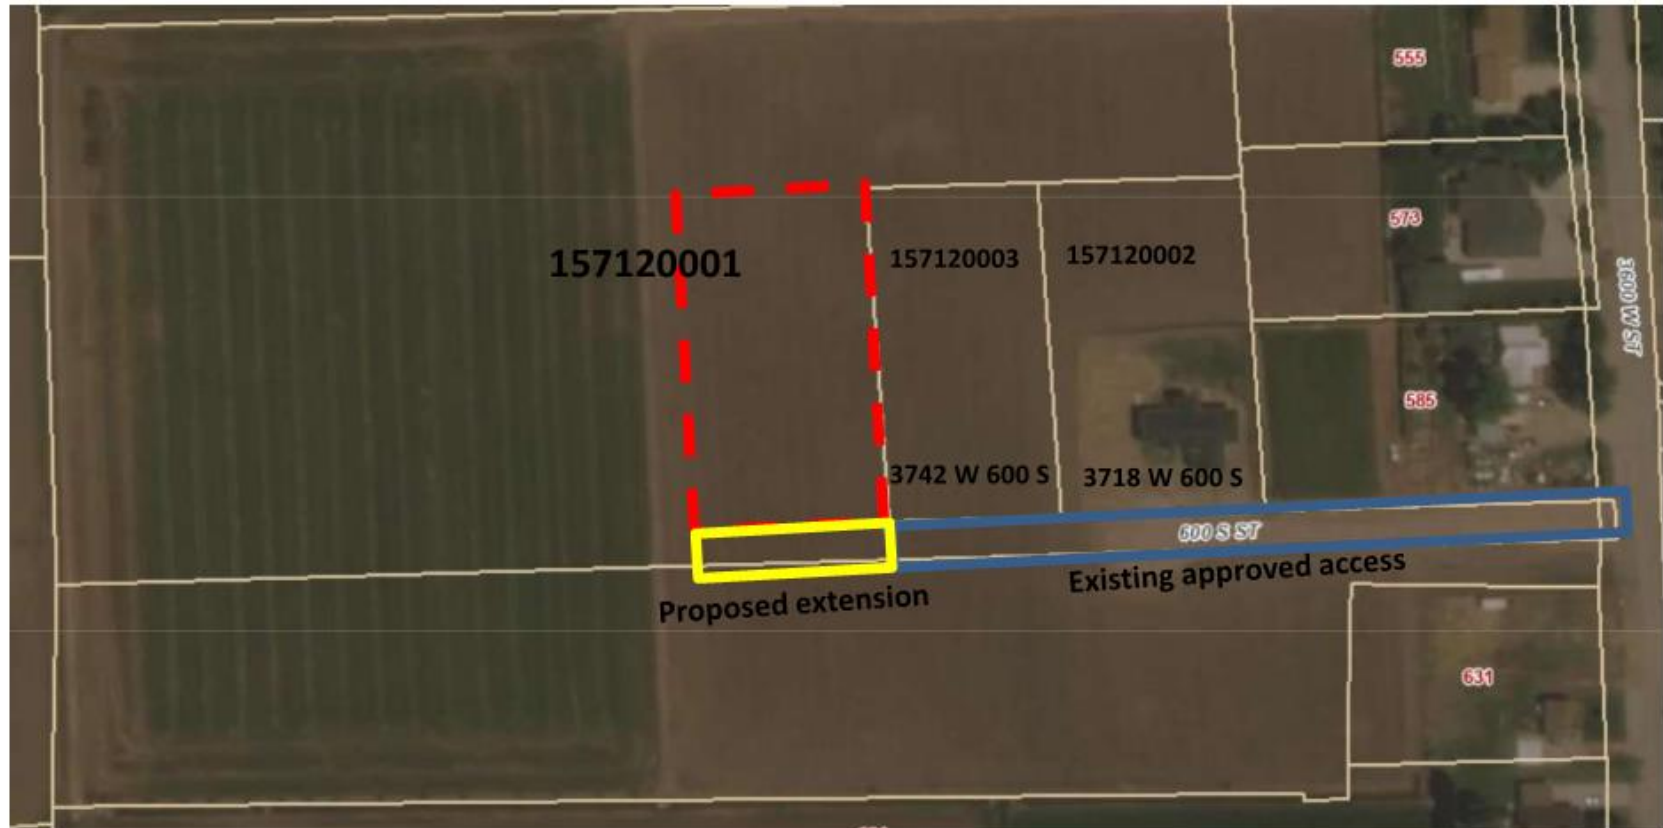 555
573
157120001
157120003
157120002
3600 W ST
585
3742 W 600 S
3718 W 600 S
600 S ST
Existing approved access
Proposed extension
631